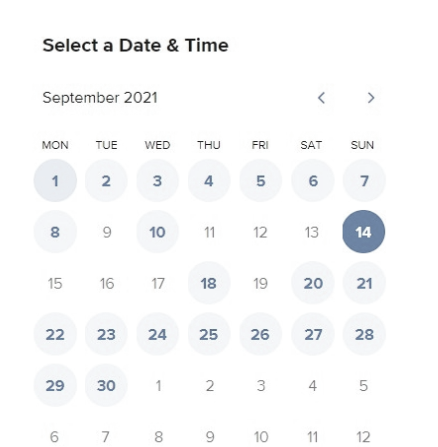 Select a Date & Time
September 2021
MON TUE WED THU FRI SAT SUN
1 2 3 4 5 6 7
8 9 10 11 12 13 14
15 16 17 18 19 20 21
22 23 24 25 26 27 28
29 30 1 2 3 4 5
6 7 8 9 10 11 12